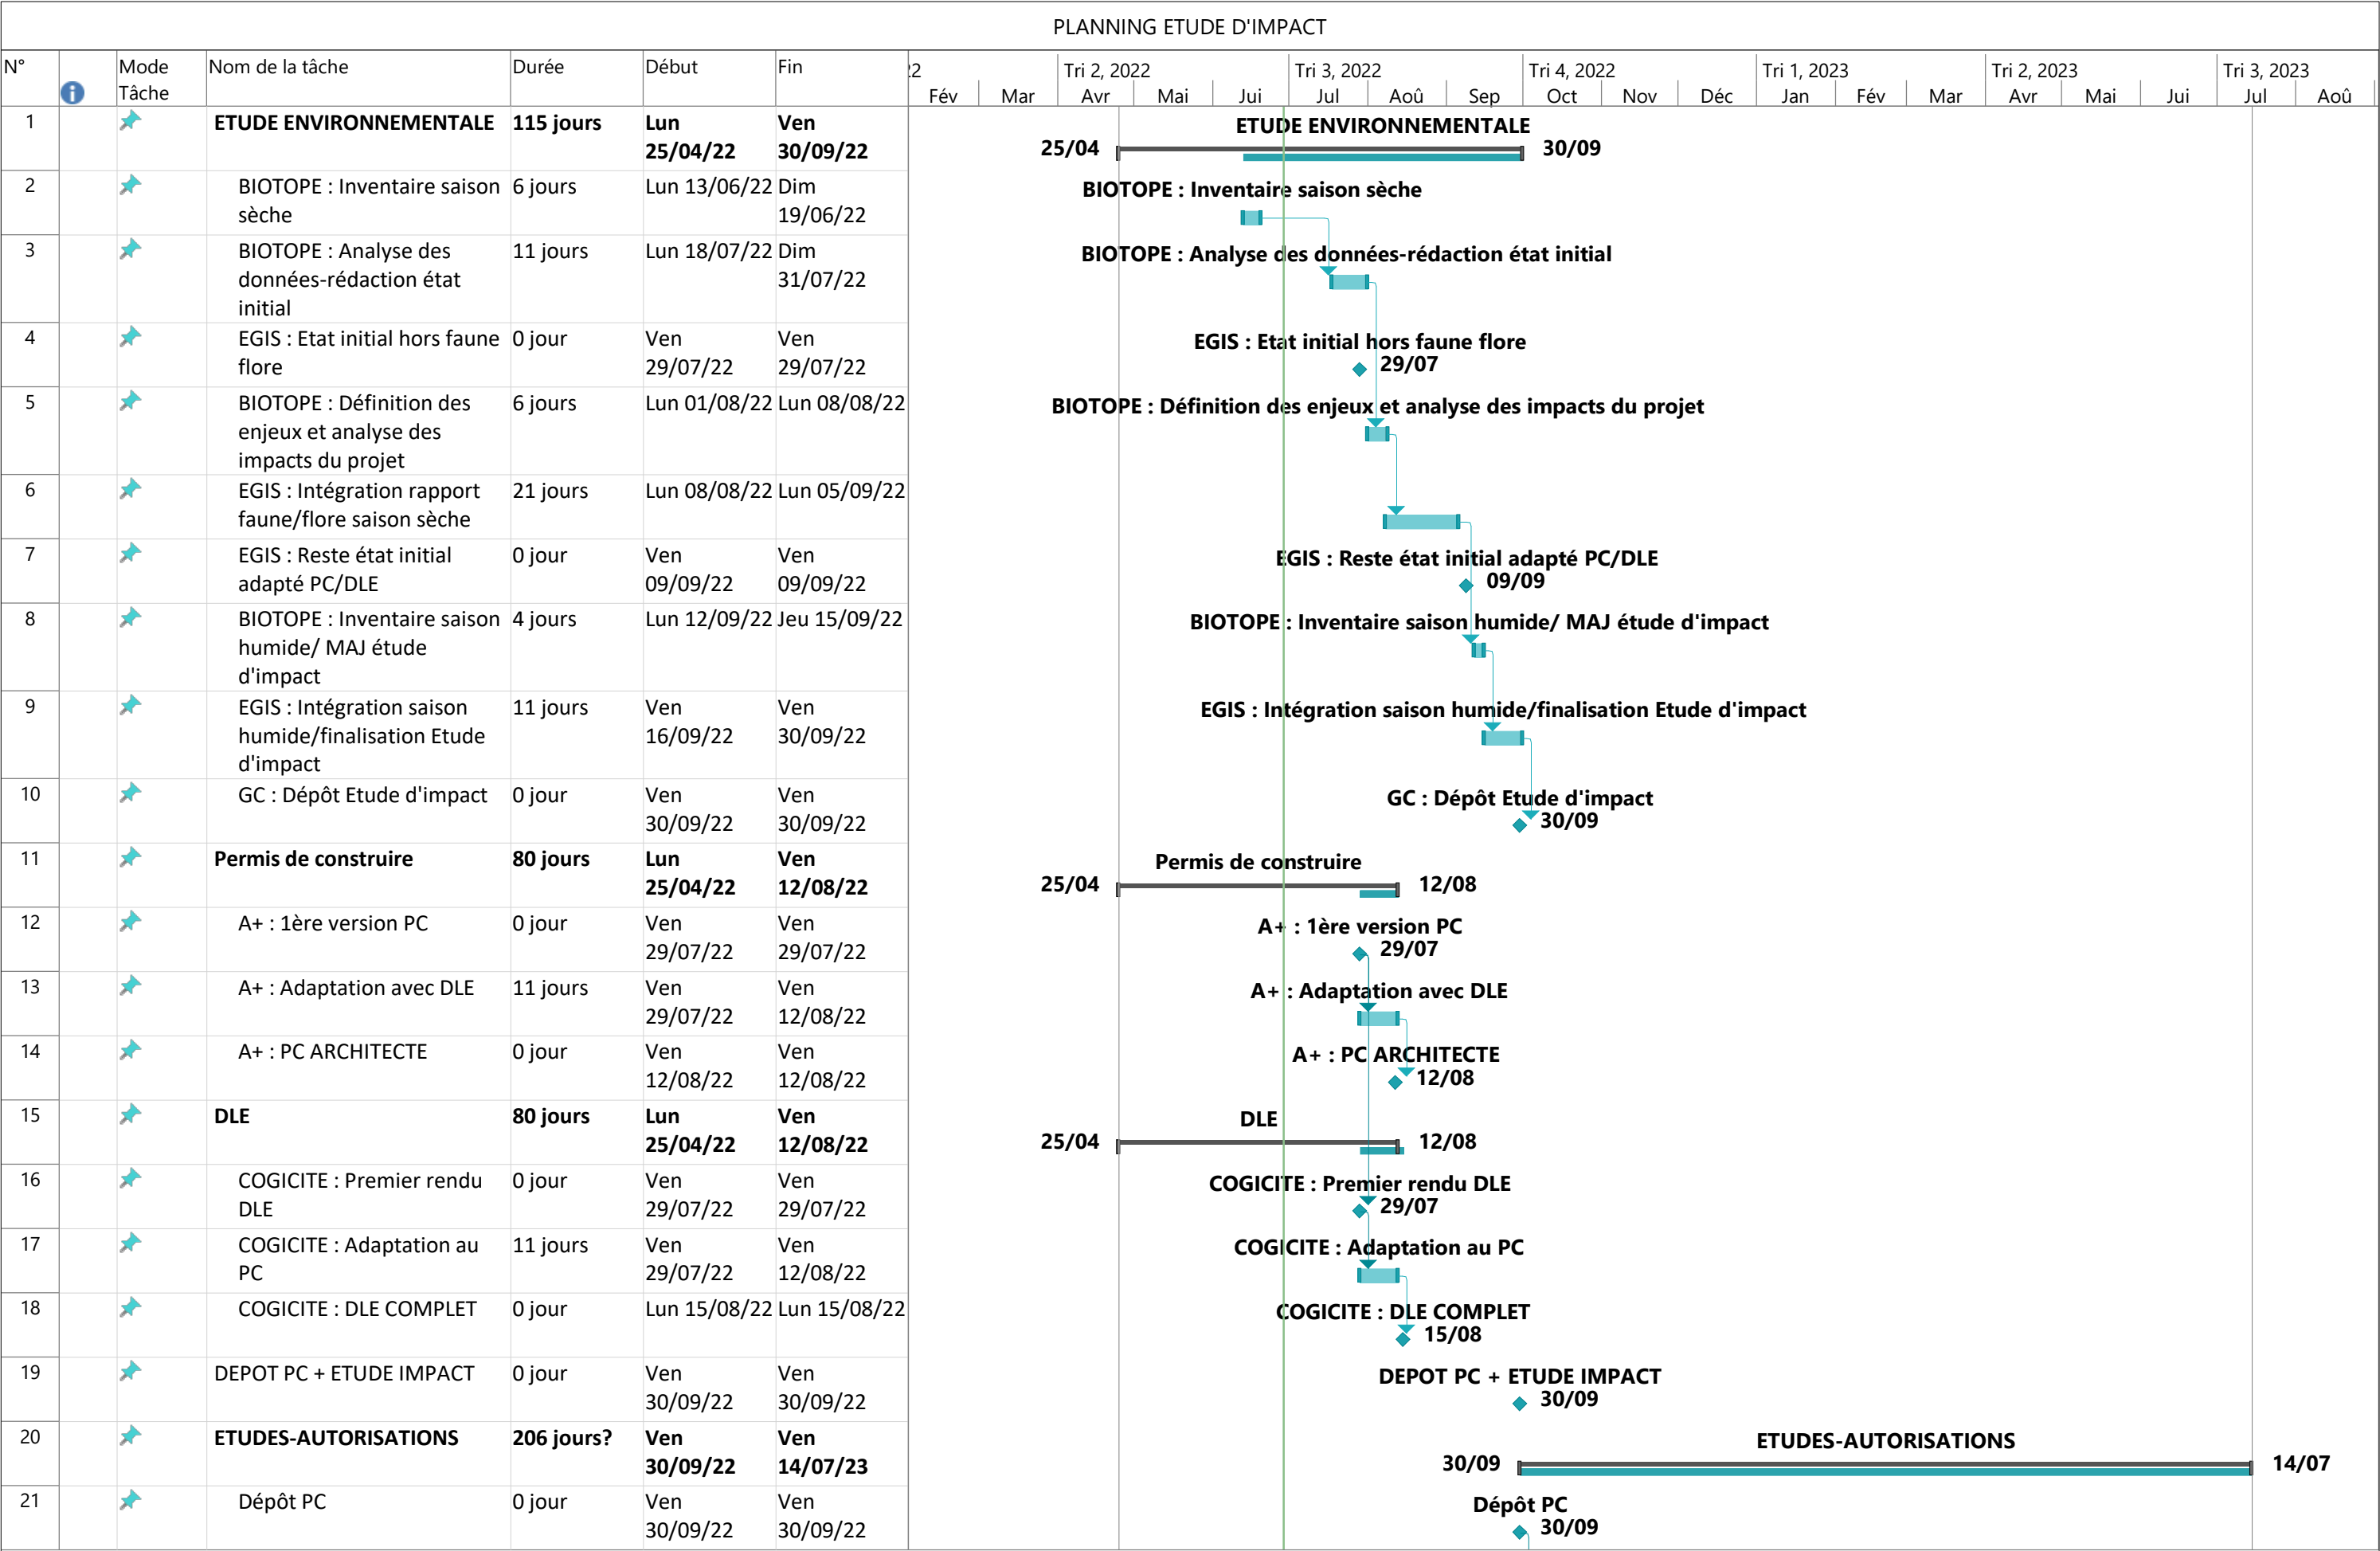 PLANNING ETUDE D'IMPACT
N° Mode Tâche Nom de la tâche Durée Début Fin
22 Tri 2, 2022 Tri 3, 2022 Tri 4, 2022 Tri 1, 2023 Tri 2, 2023 Tri 3, 2023
Fév Mar Avr Mai Jui Jul Aoû Sep Oct Nov Déc Jan Fév Mar Avr Mai Jui Jul Aoû
1 ETUDE ENVIRONNEMENTALE 115 jours Lun 25/04/22 Ven 30/09/22
ETUDE ENVIRONNEMENTALE
25/04 30/09
2 BIOTOPE : Inventaire saison sèche 6 jours Lun 13/06/22 Dim 19/06/22
BIOTOPE : Inventaire saison sèche
3 BIOTOPE : Analyse des données-rédaction état initial 11 jours Lun 18/07/22 Dim 31/07/22
BIOTOPE : Analyse des données-rédaction état initial
4 EGIS : Etat initial hors faune flore 0 jour Ven 29/07/22 Ven 29/07/22
EGIS : Etat initial hors faune flore
29/07
5 BIOTOPE : Définition des enjeux et analyse des impacts du projet 6 jours Lun 01/08/22 Lun 08/08/22
BIOTOPE : Définition des enjeux et analyse des impacts du projet
6 EGIS : Intégration rapport faune/flore saison sèche 21 jours Lun 08/08/22 Lun 05/09/22
7 EGIS : Reste état initial adapté PC/DLE 0 jour Ven 09/09/22 Ven 09/09/22
EGIS : Reste état initial adapté PC/DLE
09/09
8 BIOTOPE : Inventaire saison humide/ MAJ étude d'impact 4 jours Lun 12/09/22 Jeu 15/09/22
BIOTOPE : Inventaire saison humide/ MAJ étude d'impact
9 EGIS : Intégration saison humide/finalisation Etude d'impact 11 jours Ven 16/09/22 Ven 30/09/22
EGIS : Intégration saison humide/finalisation Etude d'impact
10 GC : Dépôt Etude d'impact 0 jour Ven 30/09/22 Ven 30/09/22
GC : Dépôt Etude d'impact
30/09
11 Permis de construire 80 jours Lun 25/04/22 Ven 12/08/22
Permis de construire
25/04 12/08
12 A+ : 1ère version PC 0 jour Ven 29/07/22 Ven 29/07/22
A+ : 1ère version PC
29/07
13 A+ : Adaptation avec DLE 11 jours Ven 29/07/22 Ven 12/08/22
A+ : Adaptation avec DLE
14 A+ : PC ARCHITECTE 0 jour Ven 12/08/22 Ven 12/08/22
A+ : PC ARCHITECTE
12/08
15 DLE 80 jours Lun 25/04/22 Ven 12/08/22
DLE
25/04 12/08
16 COGICITE : Premier rendu DLE 0 jour Ven 29/07/22 Ven 29/07/22
COGICITE : Premier rendu DLE
29/07
17 COGICITE : Adaptation au PC 11 jours Ven 29/07/22 Ven 12/08/22
COGICITE : Adaptation au PC
18 COGICITE : DLE COMPLET 0 jour Lun 15/08/22 Lun 15/08/22
COGICITE : DLE COMPLET
15/08
19 DEPOT PC + ETUDE IMPACT 0 jour Ven 30/09/22 Ven 30/09/22
DEPOT PC + ETUDE IMPACT
30/09
20 ETUDES-AUTORISATIONS 206 jours? Ven 30/09/22 Ven 14/07/23
ETUDES-AUTORISATIONS
30/09 14/07
21 Dépôt PC 0 jour Ven 30/09/22 Ven 30/09/22
Dépôt PC
30/09